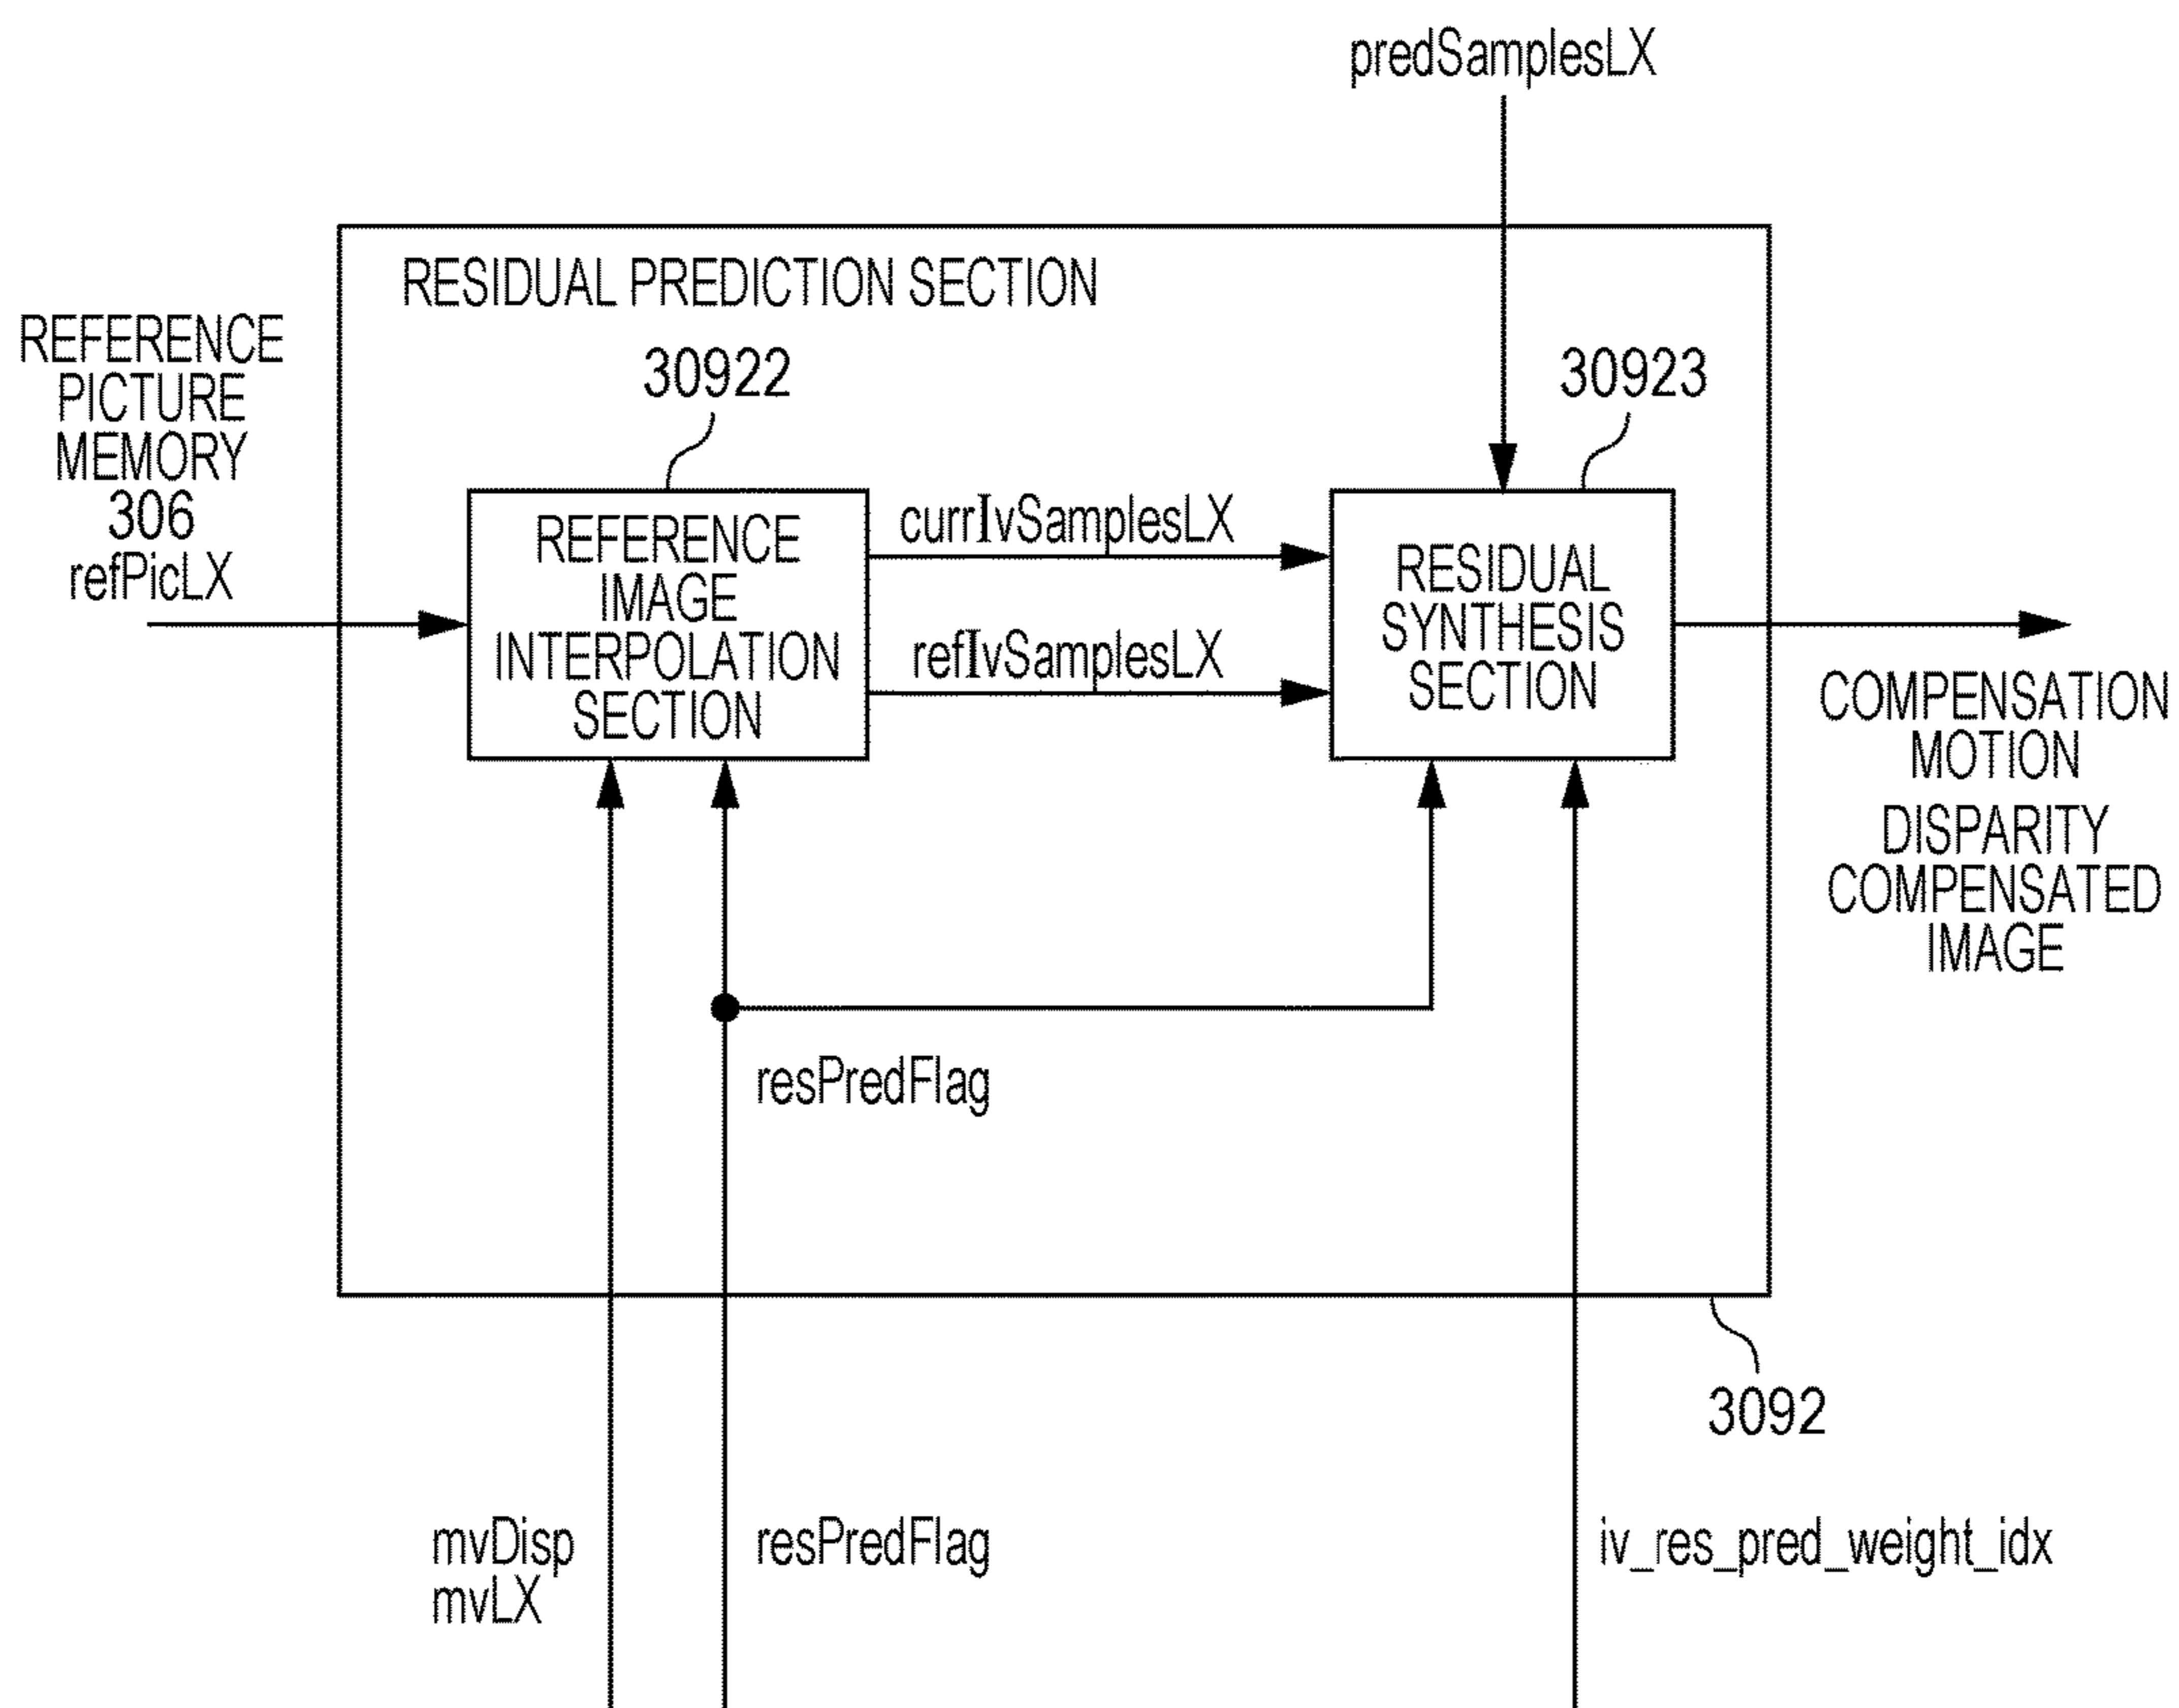 predSamplesLX
RESIDUAL PREDICTION SECTION
REFERENCE
PICTURE
MEMORY
306
refPicLX
30922
30923
REFERENCE
IMAGE
INTERPOLATION
SECTION
currIvSamplesLX
refIvSamplesLX
RESIDUAL
SYNTHESIS
SECTION
COMPENSATION
MOTION
DISPARITY
COMPENSATED
IMAGE
resPredFlag
3092
mvDisp
mvLX
resPredFlag
iv_res_pred_weight_idx